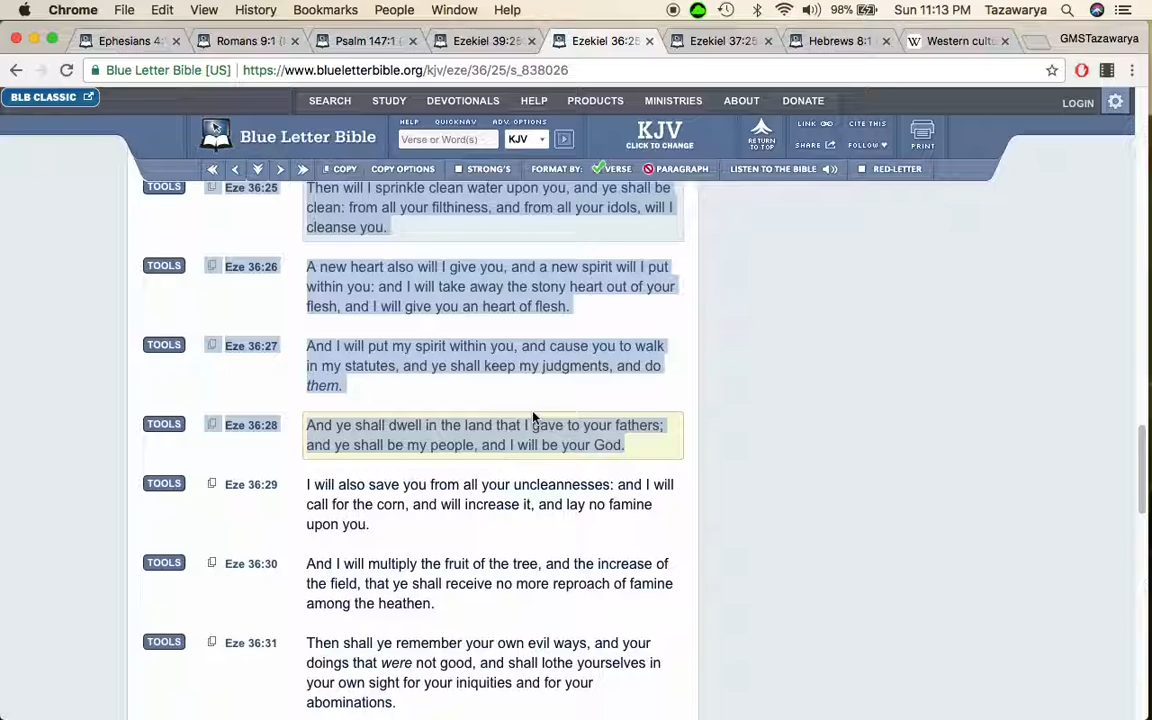 Chrome File Edit View History Bookmarks People Window Help 98% Sun 11:13 PM Tazawarya
Ephesians 4: Romans 9:1 ( Psalm 147:1 Ezekiel 39:25 Ezekiel 36:25 Ezekiel 37:25 Hebrews 8:1 W Western cult GMSTazawarya
Blue Letter Bible [US] https://www.blueletterbible.org/kjv/eze/36/25/s_838026
BLB CLASSIC SEARCH STUDY DEVOTIONALS HELP PRODUCTS MINISTRIES ABOUT DONATE LOGIN
HELP QUICKNAV ADV. OPTIONS
Blue Letter Bible Verse or Word(s) KJV
KJV
CLICK TO CHANGE
RETURN
TO TOP
LINK CITE THIS
SHARE FOLLOW
PRINT
COPY COPY OPTIONS STRONG'S FORMAT BY: VERSE PARAGRAPH LISTEN TO THE BIBLE RED-LETTER
TOOLS Eze 36:25 Then will I sprinkle clean water upon you, and ye shall be
clean: from all your filthiness, and from all your idols, will I
cleanse you.
TOOLS Eze 36:26 A new heart also will I give you, and a new spirit will I put
within you: and I will take away the stony heart out of your
flesh, and I will give you an heart of flesh.
TOOLS Eze 36:27 And I will put my spirit within you, and cause you to walk
in my statutes, and ye shall keep my judgments, and do
them.
TOOLS Eze 36:28 And ye shall dwell in the land that I gave to your fathers;
and ye shall be my people, and I will be your God.
TOOLS Eze 36:29 I will also save you from all your uncleannesses: and I will
call for the corn, and will increase it, and lay no famine
upon you.
TOOLS Eze 36:30 And I will multiply the fruit of the tree, and the increase of
the field, that ye shall receive no more reproach of famine
among the heathen.
TOOLS Eze 36:31 Then shall ye remember your own evil ways, and your
doings that were not good, and shall lothe yourselves in
your own sight for your iniquities and for your
abominations.